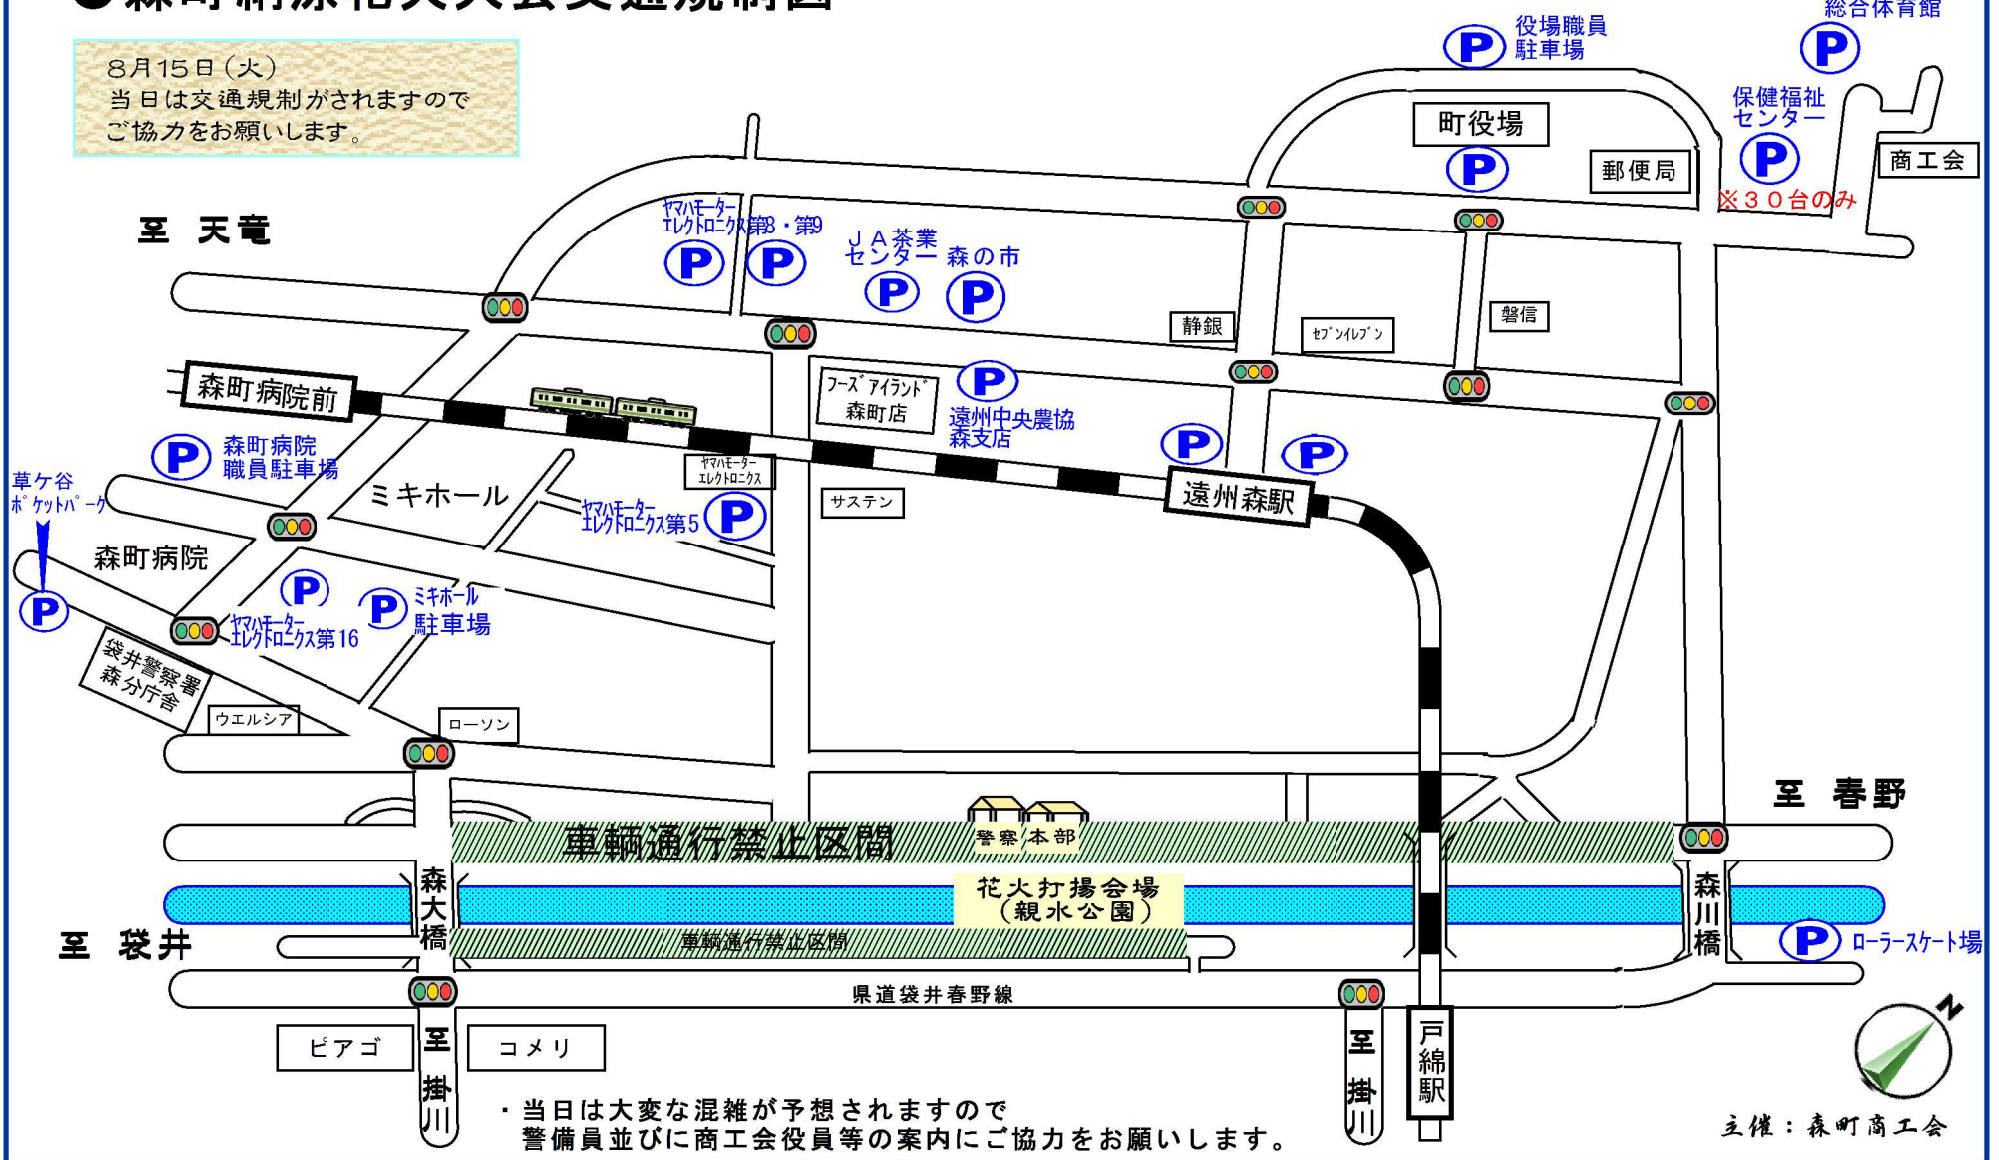 ●森町納涼花火大会交通規制図
8月15日(火)
当日は交通規制がされますので
ご協力をお願いします。
総合体育館
P
役場職員
駐車場
P
保健福祉
センター
P
※30台のみ
町役場
P
郵便局
商工会
至 天竜
ヤマハモーター
エレクトロニクス第8・第9
P
P
JA茶業
センター
P
森の市
P
静銀
セブンイレブン
磐信
森町病院前
フーズアイランド
森町店
P
遠州中央農協
森支店
P
P
遠州森駅
P
森町病院
職員駐車場
ミキホール
ヤマハモーター
エレクトロニクス
サステン
ヤマハモーター
エレクトロニクス第5
P
草ケ谷
ポケットパーク
P
森町病院
P
ヤマハモーター
エレクトロニクス第16
P
ミキホール
駐車場
袋井警察署
森分庁舎
ウエルシア
ローソン
至 春野
車輌通行禁止区間
警察本部
森大橋
花火打揚会場
(親水公園)
森川橋
至 袋井
車輌通行禁止区間
P
ローラースケート場
県道袋井春野線
ピアゴ
至 掛川
コメリ
至 掛川
戸綿駅
N
・当日は大変な混雑が予想されますので
警備員並びに商工会役員等の案内にご協力をお願いします。
主催：森町商工会